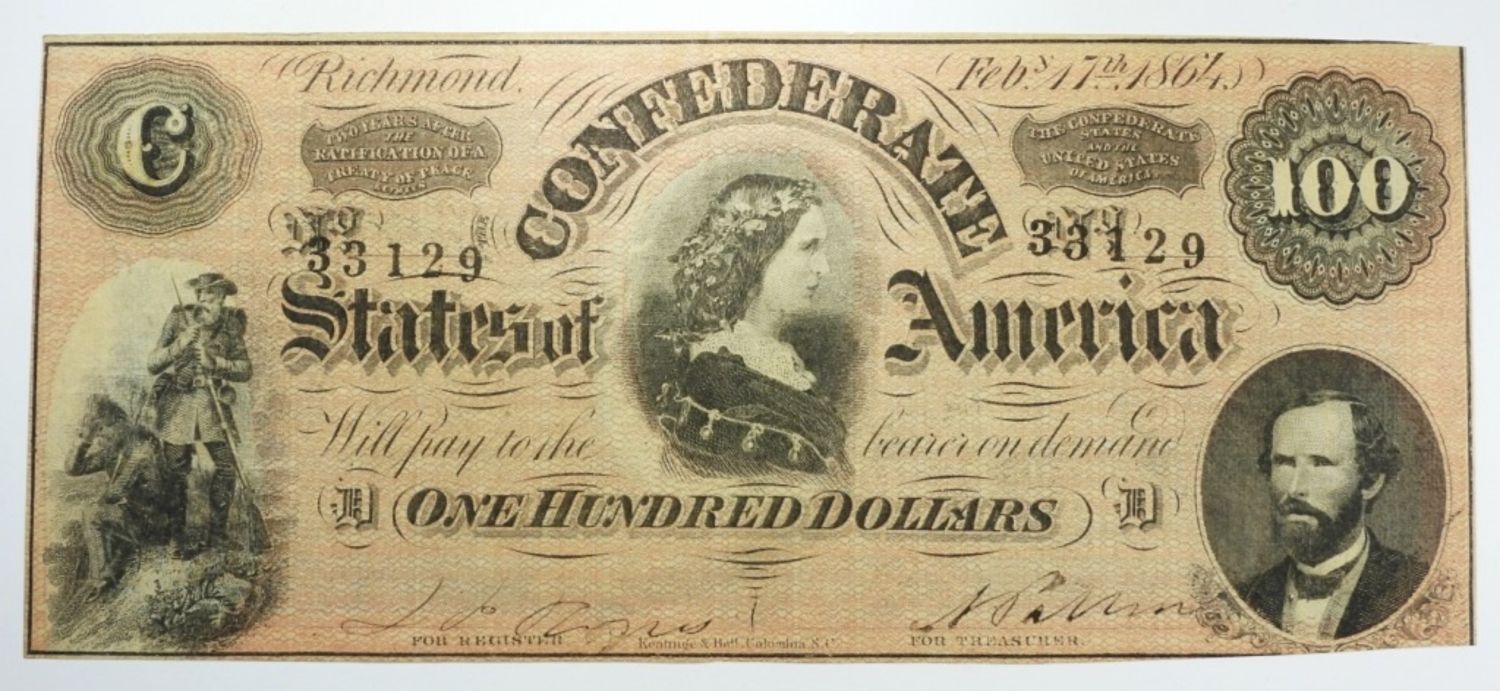 Richmond.
Feby. 17th. 1864
C
TWO YEARS AFTER
THE
RATIFICATION OF A
TREATY OF PEACE
CONFEDERATE
THE CONFEDERATE
STATES
AND THE
UNITED STATES
OF AMERICA.
100
No
33129
No
33129
States of America
Will pay to the bearer on demand
D ONE HUNDRED DOLLARS D
FOR REGISTER
Columbia S.C.
FOR TREASURER.